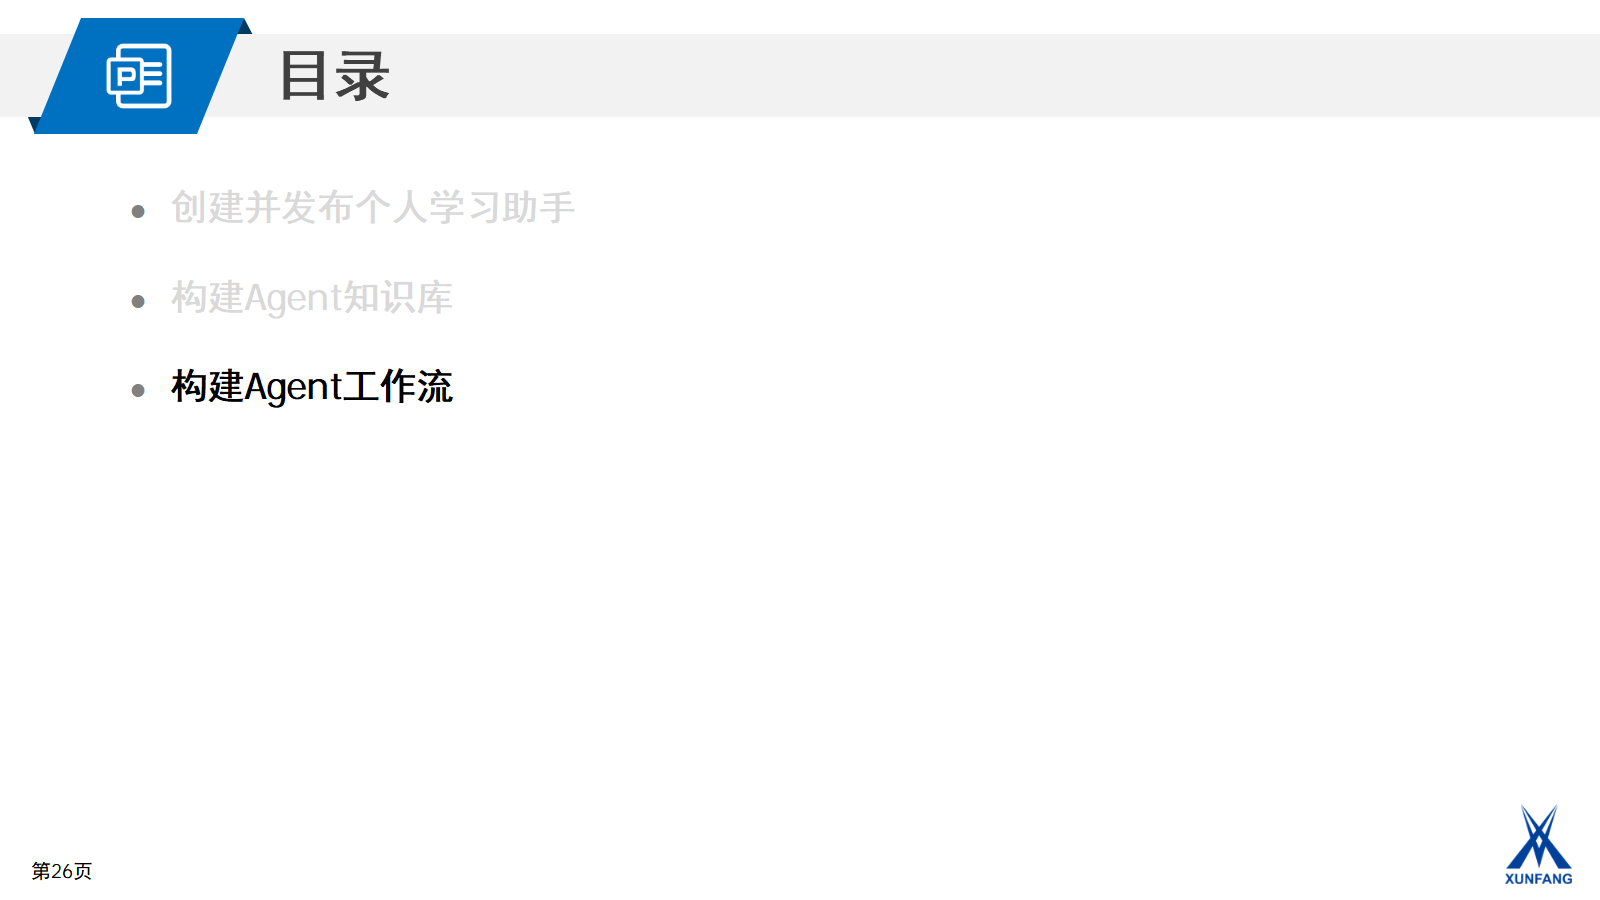 目录
创建并发布个人学习助手
构建Agent知识库
构建Agent工作流
第26页
XUNFANG